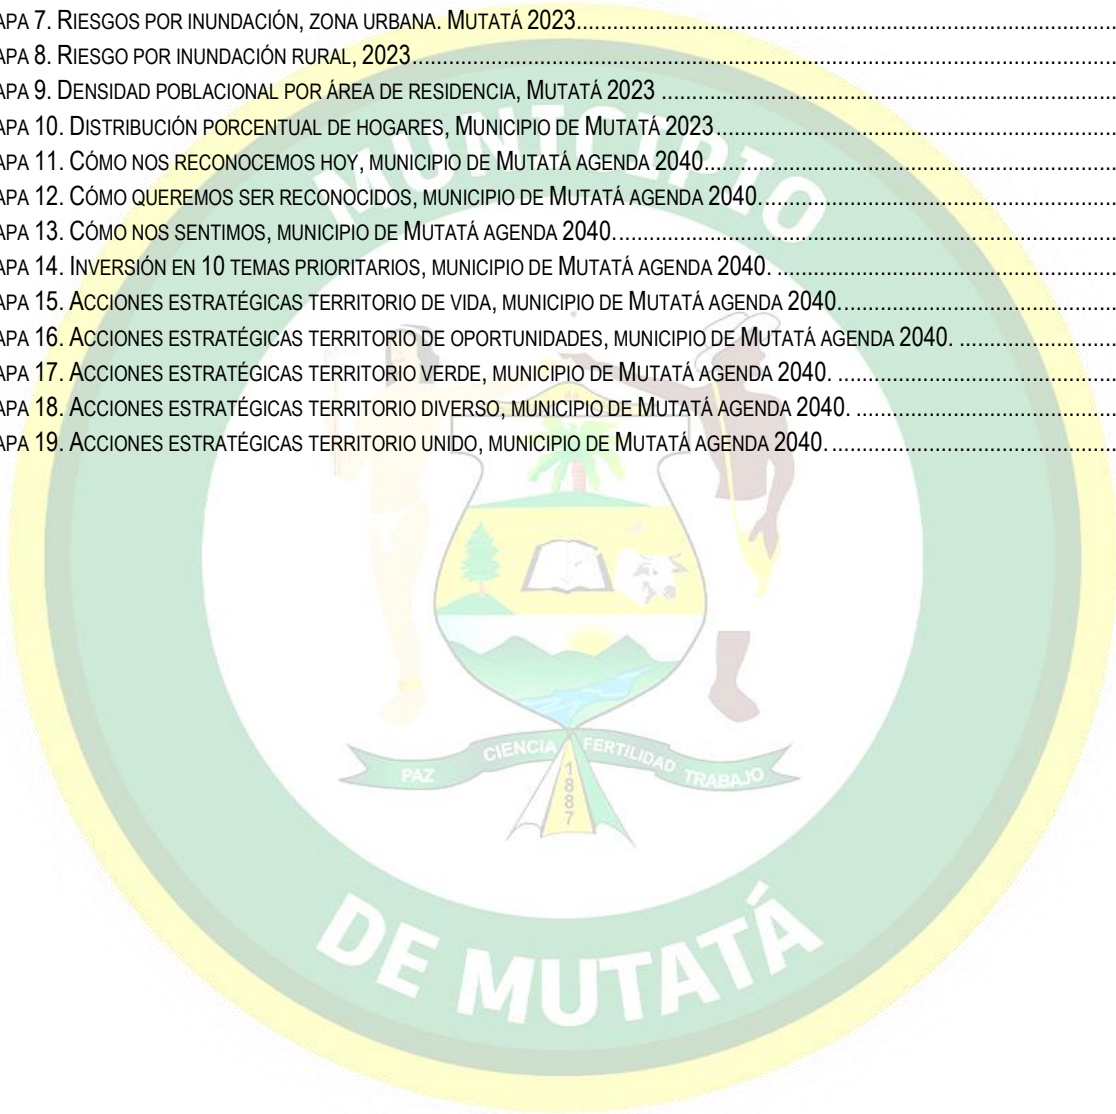 APA 7. RIESGOS POR INUNDACIÓN, ZONA URBANA. MUTATÁ 2023
APA 8. RIESGO POR INUNDACIÓN RURAL, 2023
APA 9. DENSIDAD POBLACIONAL POR ÁREA DE RESIDENCIA, MUTATÁ 2023
APA 10. DISTRIBUCIÓN PORCENTUAL DE HOGARES, MUNICIPIO DE MUTATÁ 2023
APA 11. CÓMO NOS RECONOCEMOS HOY, MUNICIPIO DE MUTATÁ AGENDA 2040.
APA 12. CÓMO QUEREMOS SER RECONOCIDOS, MUNICIPIO DE MUTATÁ AGENDA 2040.
APA 13. CÓMO NOS SENTIMOS, MUNICIPIO DE MUTATÁ AGENDA 2040.
APA 14. INVERSIÓN EN 10 TEMAS PRIORITARIOS, MUNICIPIO DE MUTATÁ AGENDA 2040.
APA 15. ACCIONES ESTRATÉGICAS TERRITORIO DE VIDA, MUNICIPIO DE MUTATÁ AGENDA 2040.
APA 16. ACCIONES ESTRATÉGICAS TERRITORIO DE OPORTUNIDADES, MUNICIPIO DE MUTATÁ AGENDA 2040.
APA 17. ACCIONES ESTRATÉGICAS TERRITORIO VERDE, MUNICIPIO DE MUTATÁ AGENDA 2040.
APA 18. ACCIONES ESTRATÉGICAS TERRITORIO DIVERSO, MUNICIPIO DE MUTATÁ AGENDA 2040.
APA 19. ACCIONES ESTRATÉGICAS TERRITORIO UNIDO, MUNICIPIO DE MUTATÁ AGENDA 2040.
MUNICIPIO
PAZ CIENCIA FERTILIDAD TRABAJO
1887
DE MUTATÁ